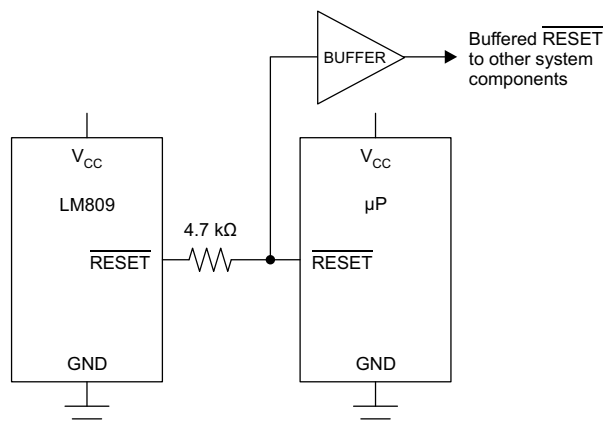 BUFFER
Buffered RESET
to other system
components
VCC
LM809
RESET
GND
4.7 kΩ
VCC
µP
RESET
GND